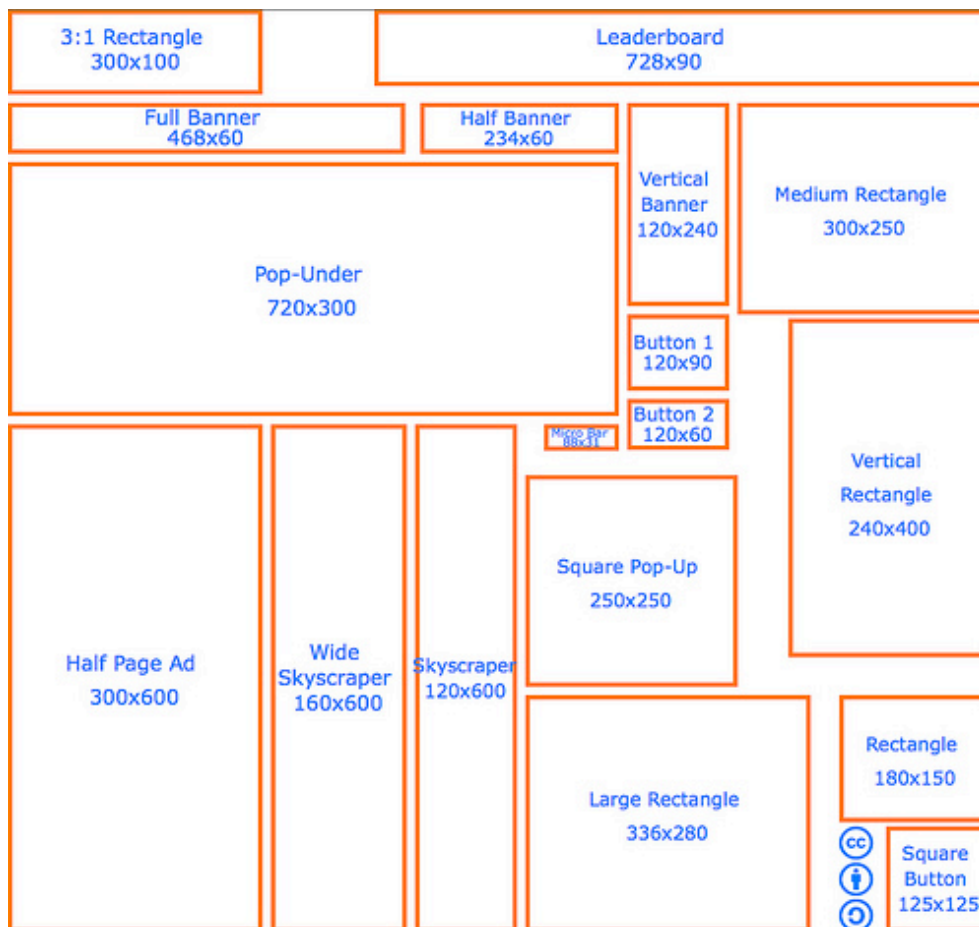 3:1 Rectangle
300x100
Leaderboard
728x90
Full Banner
468x60
Half Banner
234x60
Vertical
Banner
120x240
Medium Rectangle
300x250
Pop-Under
720x300
Button 1
120x90
Button 2
120x60
Micro Bar
88x31
Vertical
Rectangle
240x400
Square Pop-Up
250x250
Half Page Ad
300x600
Wide
Skyscraper
160x600
Skyscraper
120x600
Rectangle
180x150
Large Rectangle
336x280
cc
Square
Button
125x125